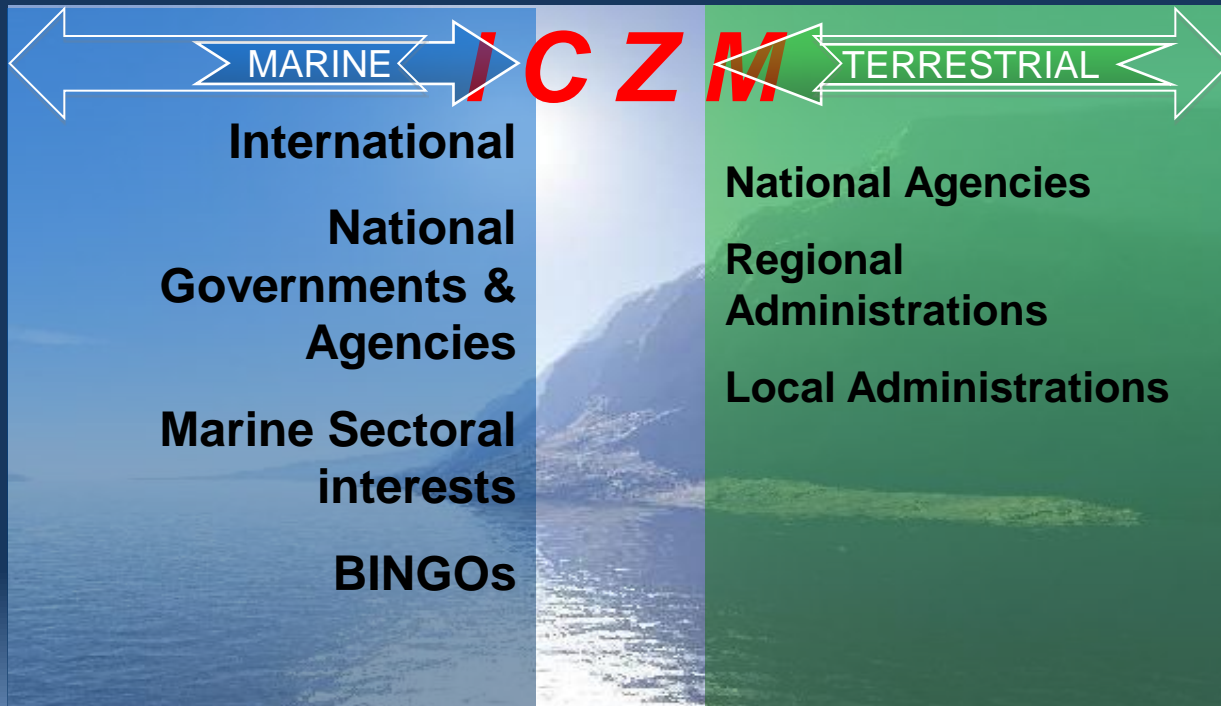 MARINE
I C Z M
TERRESTRIAL
International
National
Governments &
Agencies
Marine Sectoral
interests
BINGOs
National Agencies
Regional
Administrations
Local Administrations